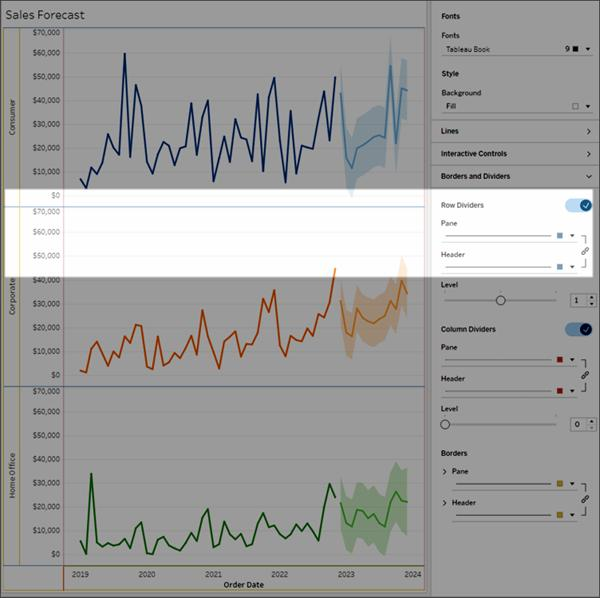 Sales Forecast
Consumer
$70,000
$60,000
$50,000
$40,000
$30,000
$20,000
$10,000
$0
Corporate
$70,000
$60,000
$50,000
$40,000
$30,000
$20,000
$10,000
$0
Home Office
$70,000
$60,000
$50,000
$40,000
$30,000
$20,000
$10,000
$0
2019 2020 2021 2022 2023 2024
Order Date
Fonts
Fonts
Tableau Book 9
Style
Background
Fill
Lines
Interactive Controls
Borders and Dividers
Row Dividers
Pane
Header
Level
1
Column Dividers
Pane
Header
Level
0
Borders
Pane
Header